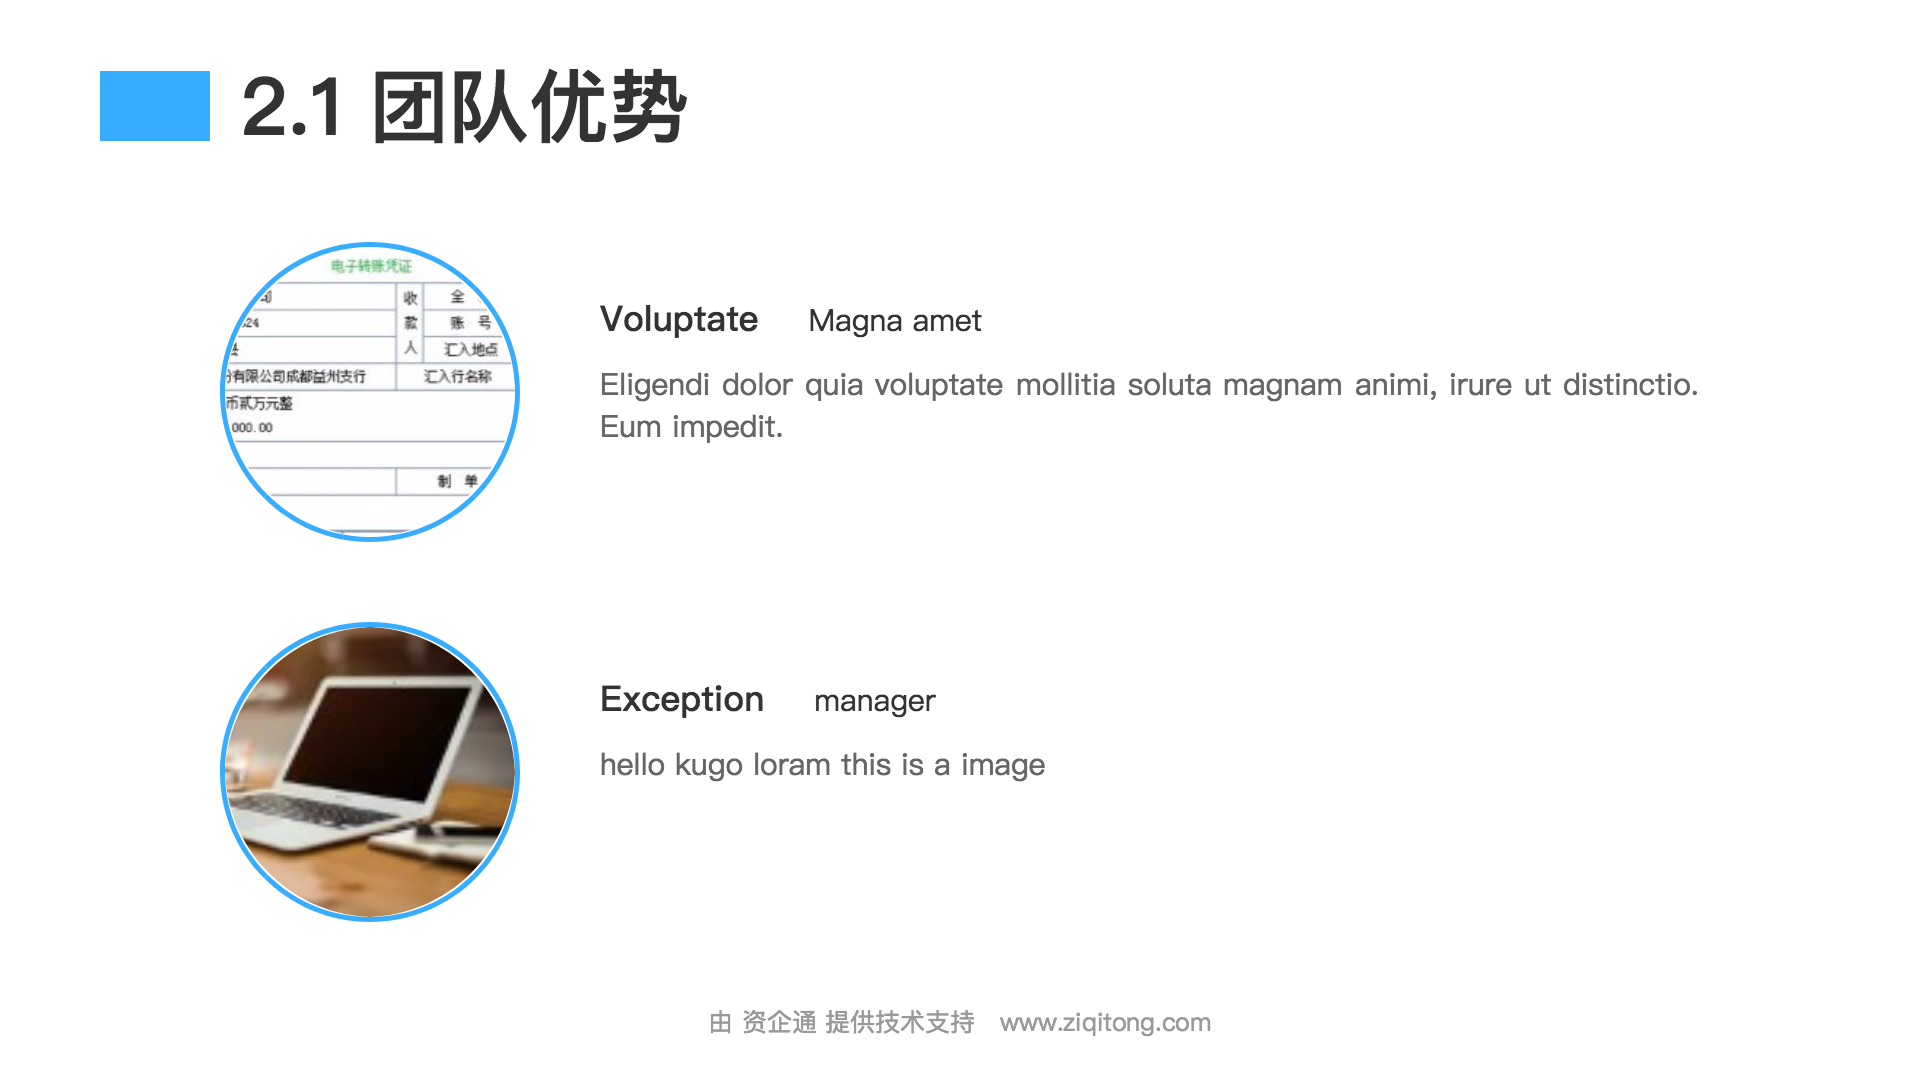 2.1 团队优势
电子转账凭证
收 全
24
款 账 号
人 汇入地点
有限公司成都益州支行 汇入行名称
币贰万元整
000.00
制 单
Voluptate Magna amet
Eligendi dolor quia voluptate mollitia soluta magnam animi, irure ut distinctio.
Eum impedit.
Exception manager
hello kugo loram this is a image
由 资企通 提供技术支持 www.ziqitong.com